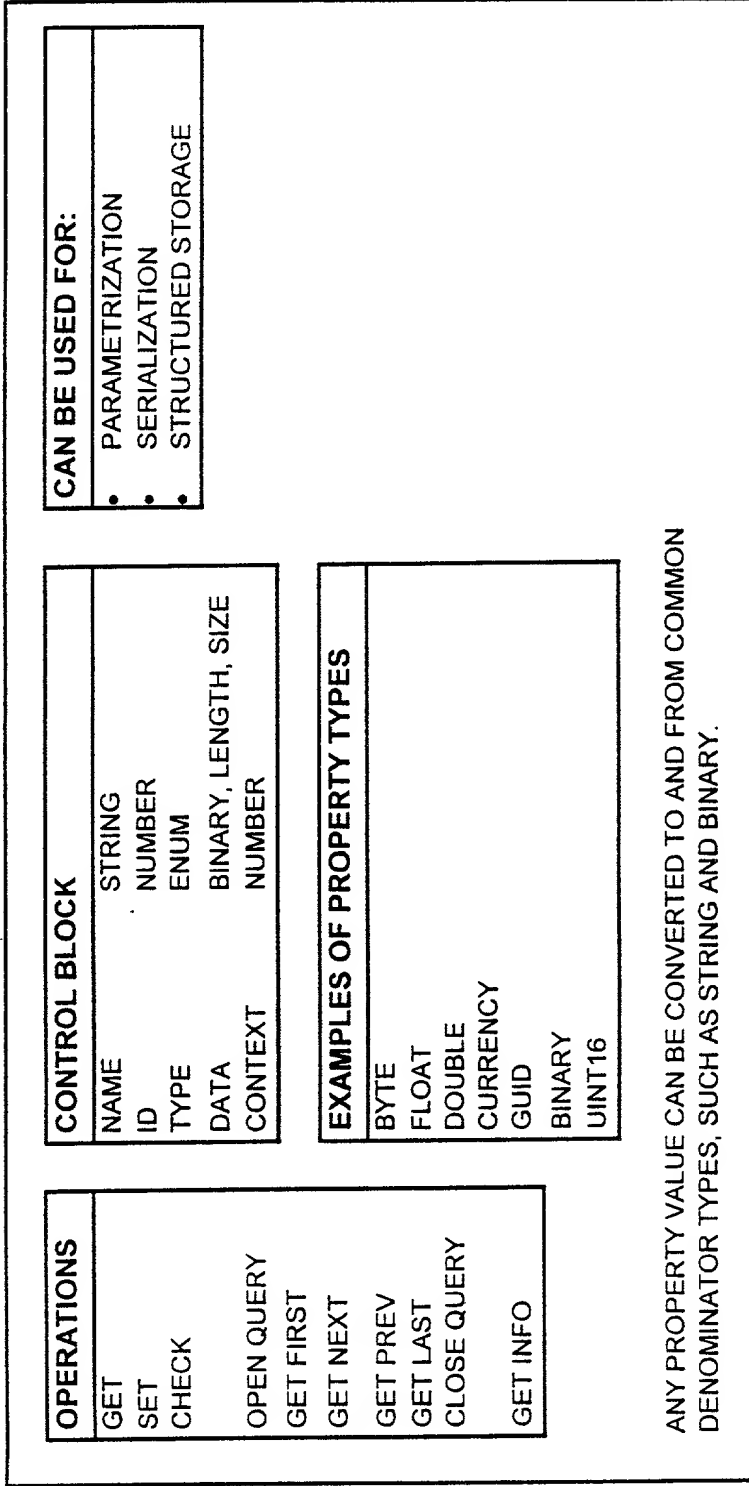 OPERATIONS
GET
SET
CHECK
OPEN QUERY
GET FIRST
GET NEXT
GET PREV
GET LAST
CLOSE QUERY
GET INFO
CONTROL BLOCK
NAME STRING
ID NUMBER
TYPE ENUM
DATA BINARY, LENGTH, SIZE
CONTEXT NUMBER
EXAMPLES OF PROPERTY TYPES
BYTE
FLOAT
DOUBLE
CURRENCY
GUID
BINARY
UINT16
CAN BE USED FOR:
• PARAMETRIZATION
• SERIALIZATION
• STRUCTURED STORAGE
ANY PROPERTY VALUE CAN BE CONVERTED TO AND FROM COMMON
DENOMINATOR TYPES, SUCH AS STRING AND BINARY.